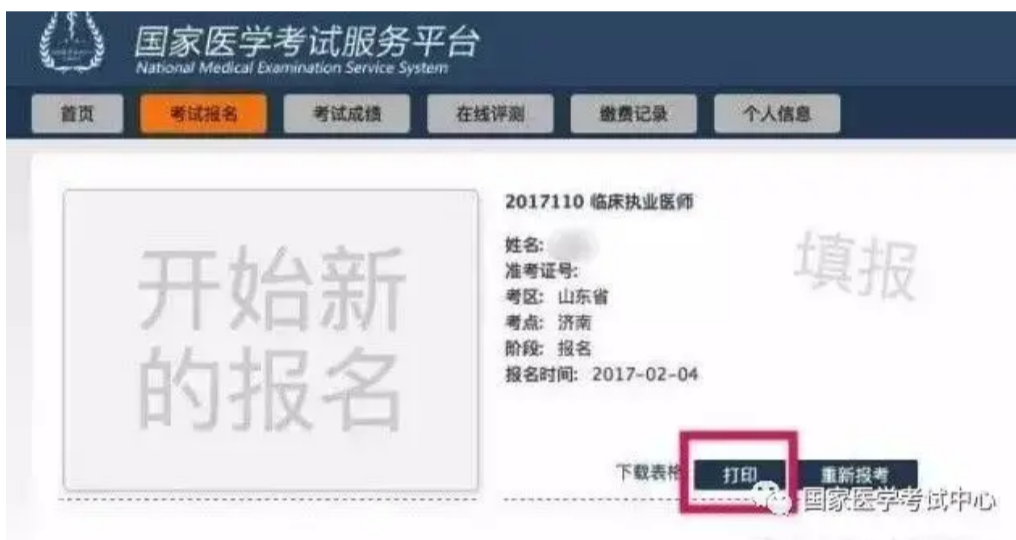 国家医学考试服务平台
National Medical Examination Service System
首页 考试报名 考试成绩 在线评测 缴费记录 个人信息
开始新
的报名
2017110 临床执业医师
姓名:
准考证号:
考区: 山东省
考点: 济南
阶段: 报名
报名时间: 2017-02-04
填报
下载表格 打印 重新报考
国家医学考试中心